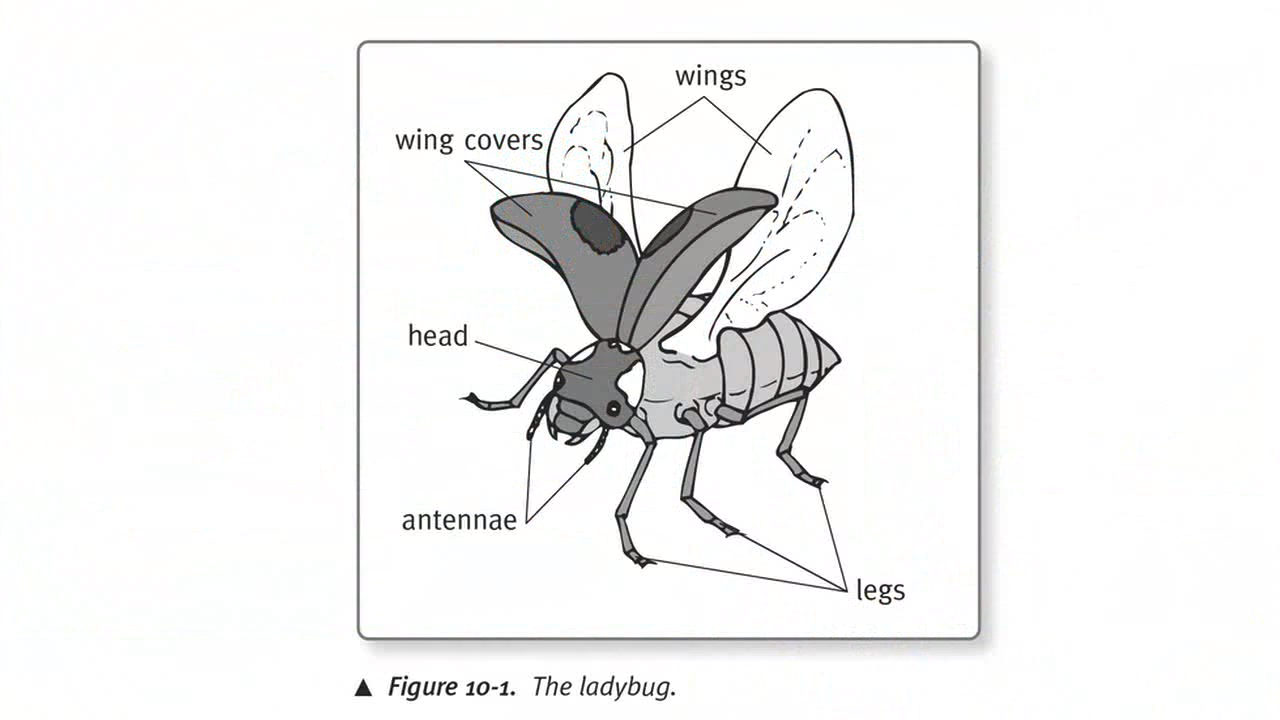 wings
wing covers
head
antennae
legs
▲ Figure 10-1. The ladybug.